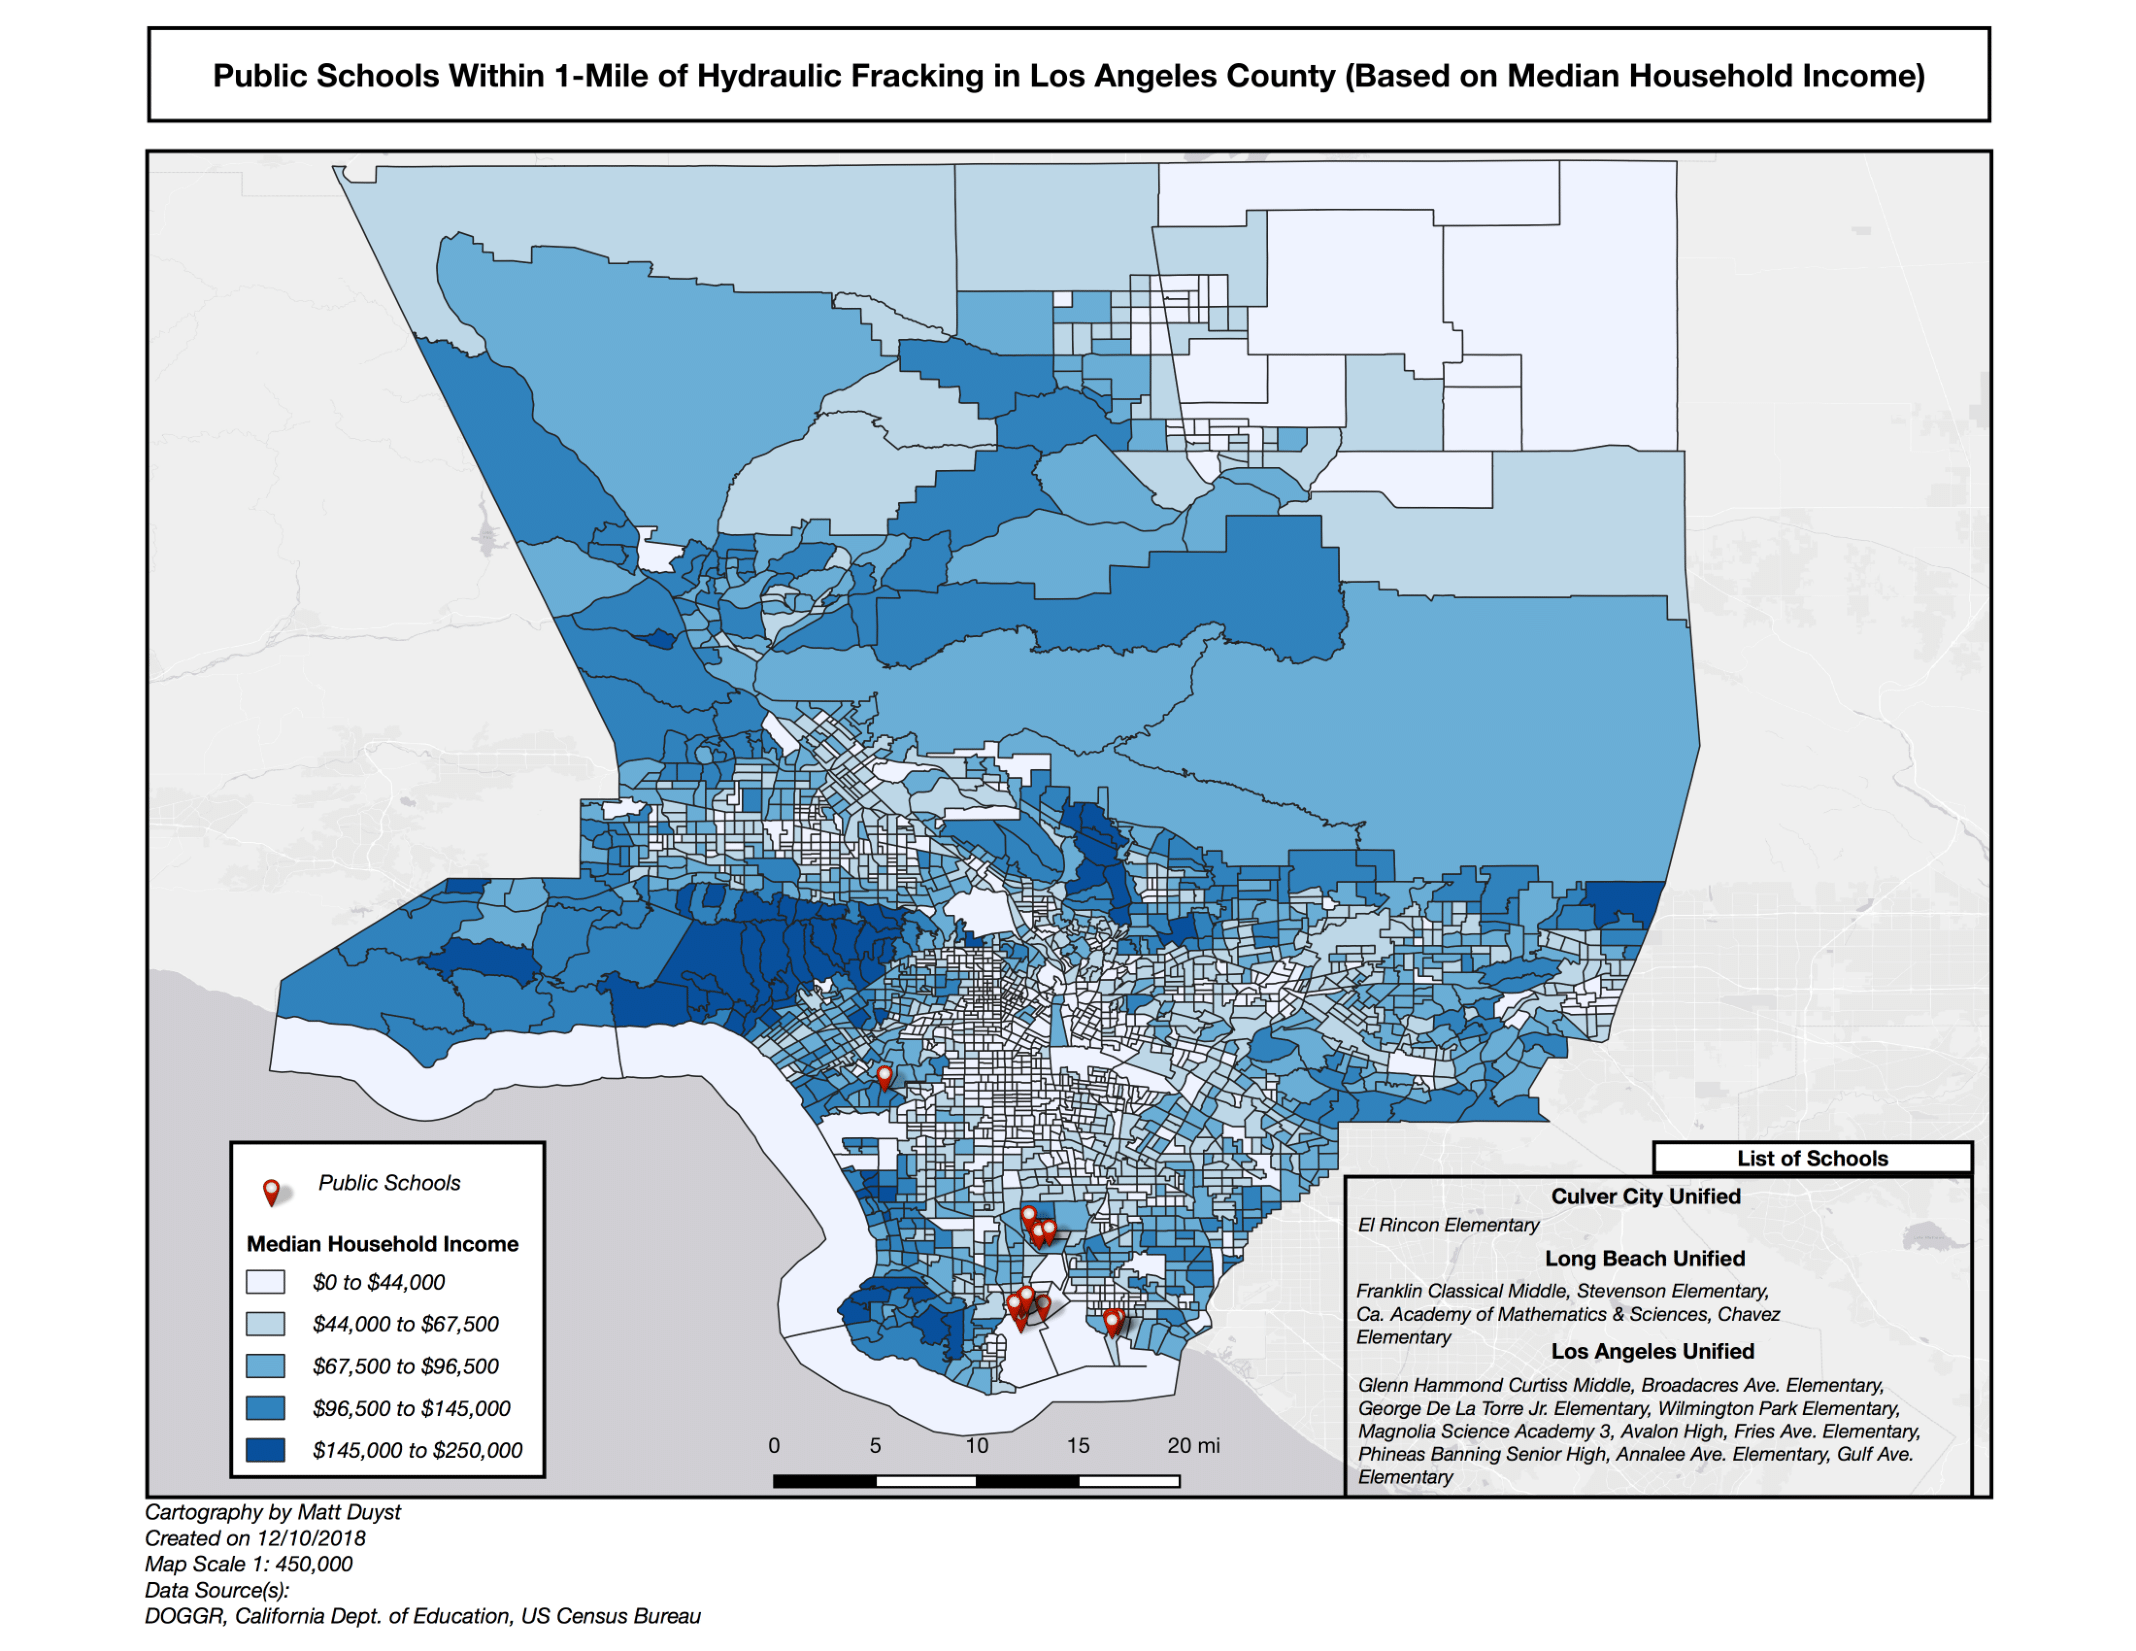 Public Schools Within 1-Mile of Hydraulic Fracking in Los Angeles County (Based on Median Household Income)
Public Schools
Median Household Income
$0 to $44,000
$44,000 to $67,500
$67,500 to $96,500
$96,500 to $145,000
$145,000 to $250,000
0 5 10 15 20 mi
List of Schools
Culver City Unified
El Rincon Elementary
Long Beach Unified
Franklin Classical Middle, Stevenson Elementary,
Ca. Academy of Mathematics & Sciences, Chavez
Elementary
Los Angeles Unified
Glenn Hammond Curtiss Middle, Broadacres Ave. Elementary,
George De La Torre Jr. Elementary, Wilmington Park Elementary,
Magnolia Science Academy 3, Avalon High, Fries Ave. Elementary,
Phineas Banning Senior High, Annalee Ave. Elementary, Gulf Ave.
Elementary
Cartography by Matt Duyst
Created on 12/10/2018
Map Scale 1: 450,000
Data Source(s):
DOGGR, California Dept. of Education, US Census Bureau